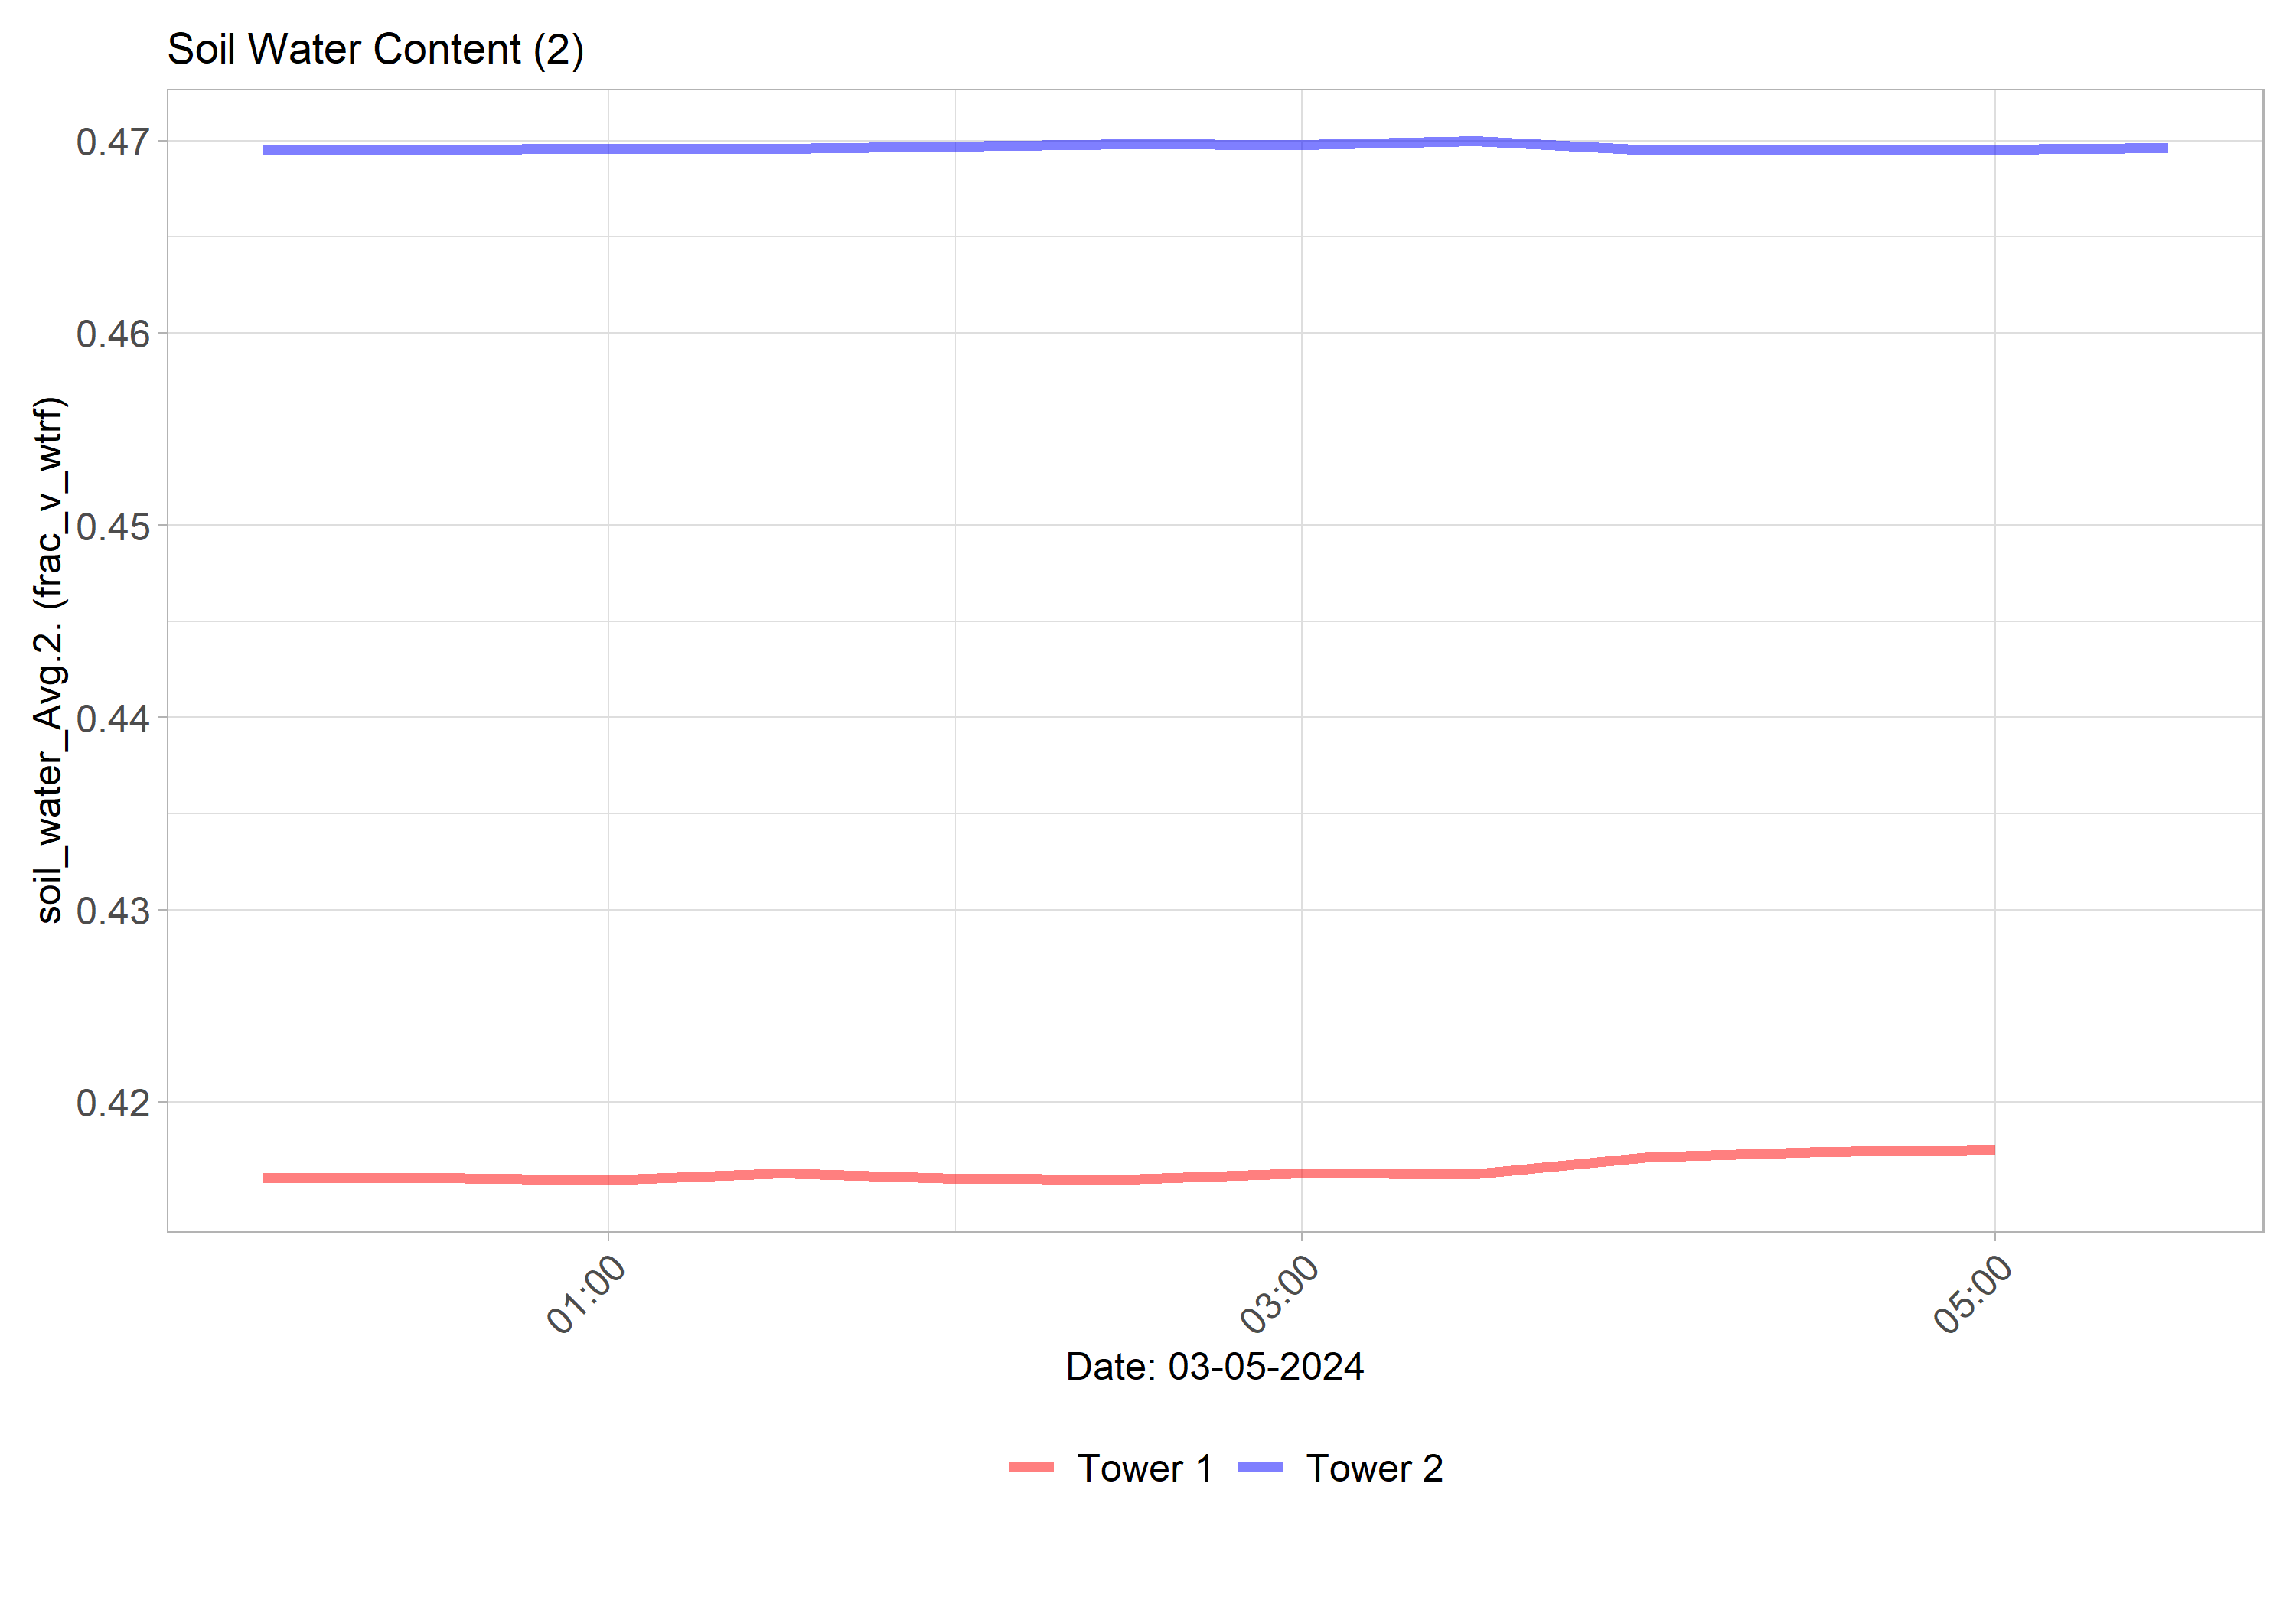 Soil Water Content (2)
soil_water_Avg.2. (frac_v_wtrf)
0.47
0.46
0.45
0.44
0.43
0.42
01:00
03:00
05:00
Date: 03-05-2024
Tower 1
Tower 2